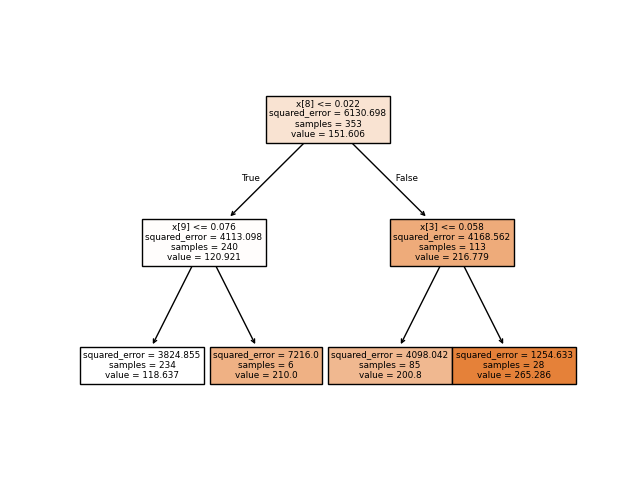 x[8] <= 0.022
squared_error = 6130.698
samples = 353
value = 151.606
True
False
x[9] <= 0.076
squared_error = 4113.098
samples = 240
value = 120.921
x[3] <= 0.058
squared_error = 4168.562
samples = 113
value = 216.779
squared_error = 3824.855
samples = 234
value = 118.637
squared_error = 7216.0
samples = 6
value = 210.0
squared_error = 4098.042
samples = 85
value = 200.8
squared_error = 1254.633
samples = 28
value = 265.286